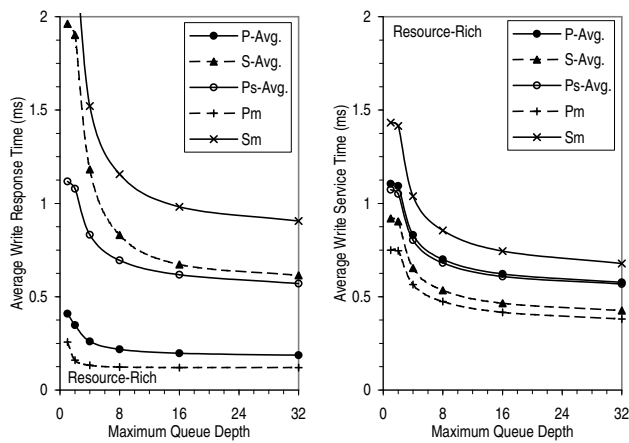 2
1.5
1
0.5
0
Average Write Response Time (ms)
P-Avg.
S-Avg.
Ps-Avg.
Pm
Sm
Resource-Rich
0 8 16 24 32
Maximum Queue Depth
2
1.5
1
0.5
0
Average Write Service Time (ms)
Resource-Rich
P-Avg.
S-Avg.
Ps-Avg.
Pm
Sm
0 8 16 24 32
Maximum Queue Depth